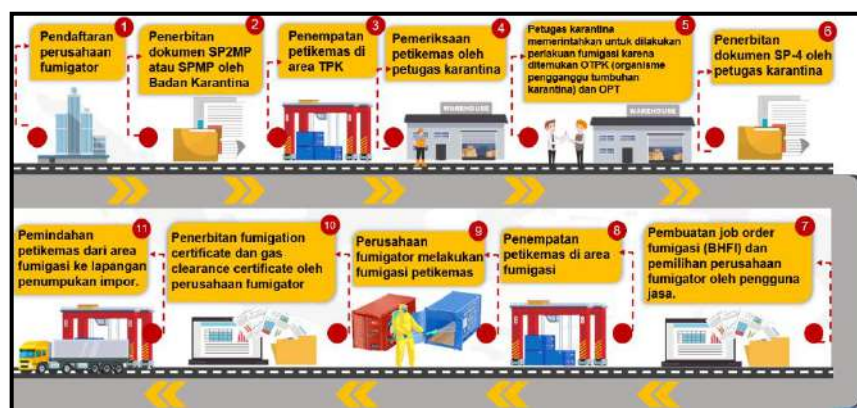 1
Pendaftaran
perusahaan
fumigator
2
Penerbitan
dokumen SP2MP
atau SPMP oleh
Badan Karantina
3
Penempatan
petikemas di
area TPK
4
Pemeriksaan
petikemas oleh
petugas karantina
5
Petugas karantina
memerintahkan untuk dilakukan
perlakuan fumigasi karena
ditemukan OTPK (organisme
pengganggu tumbuhan
karantina) dan OPT
6
Penerbitan
dokumen SP-4 oleh
petugas karantina
WAREHOUSE
WAREHOUSE
7
Pembuatan job order
fumigasi (BHFI) dan
pemilihan perusahaan
fumigator oleh pengguna
jasa.
8
Penempatan
petikemas di area
fumigasi
9
Perusahaan
fumigator melakukan
fumigasi petikemas
10
Penerbitan fumigation
certificate dan gas
clearance certificate oleh
perusahaan fumigator
11
Pemindahan
petikemas dari area
fumigasi ke lapangan
penumpukan impor.